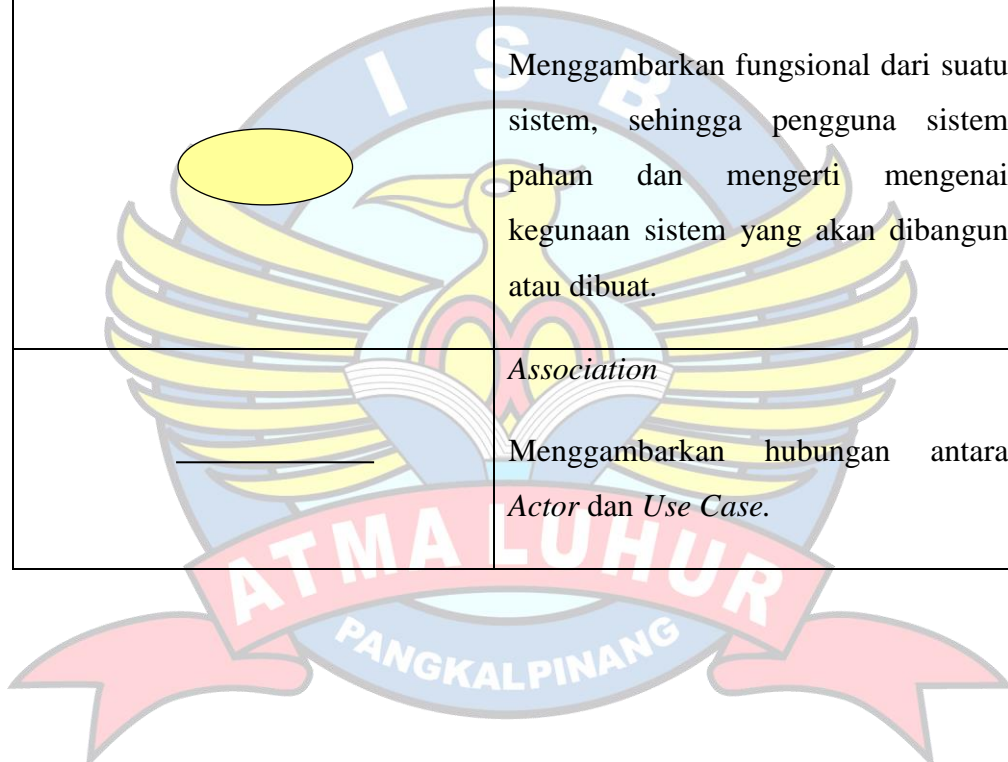 I S B
Menggambarkan fungsional dari suatu
sistem, sehingga pengguna sistem
paham dan mengerti mengenai
kegunaan sistem yang akan dibangun
atau dibuat.
Association
Menggambarkan hubungan antara
Actor dan Use Case.
ATMA LUHUR
PANGKALPINANG